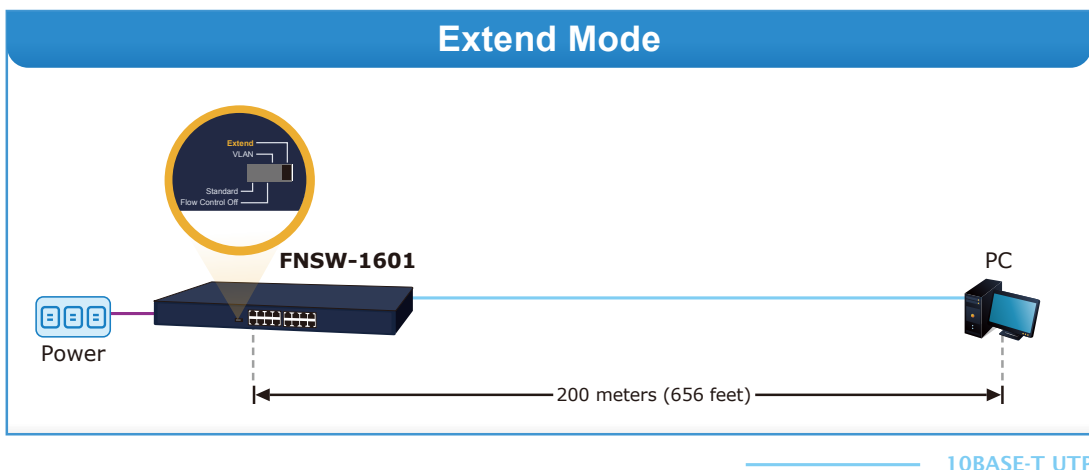 Extend Mode
Extend
VLAN
Standard
Flow Control Off
FNSW-1601
PC
Power
200 meters (656 feet)
10BASE-T UTP